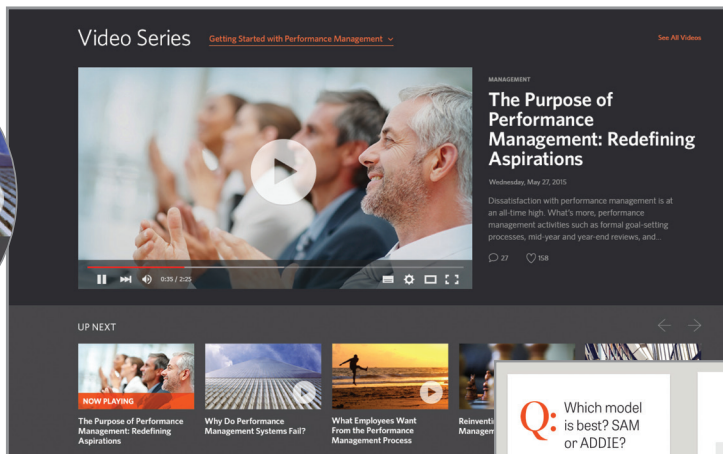 Video Series
Getting Started with Performance Management
See All Videos
MANAGEMENT
The Purpose of
Performance
Management: Redefining
Aspirations
Wednesday, May 27, 2015
Dissatisfaction with performance management is at
an all-time high. What's more, performance
management activities such as formal goal-setting
processes, mid-year and year-end reviews, and...
27
158
0:35 / 2:25
UP NEXT
NOW PLAYING
The Purpose of Performance
Management: Redefining
Aspirations
Why Do Performance
Management Systems Fail?
What Employees Want
From the Performance
Management Process
Q:
Which model
is best? SAM
or ADDIE?